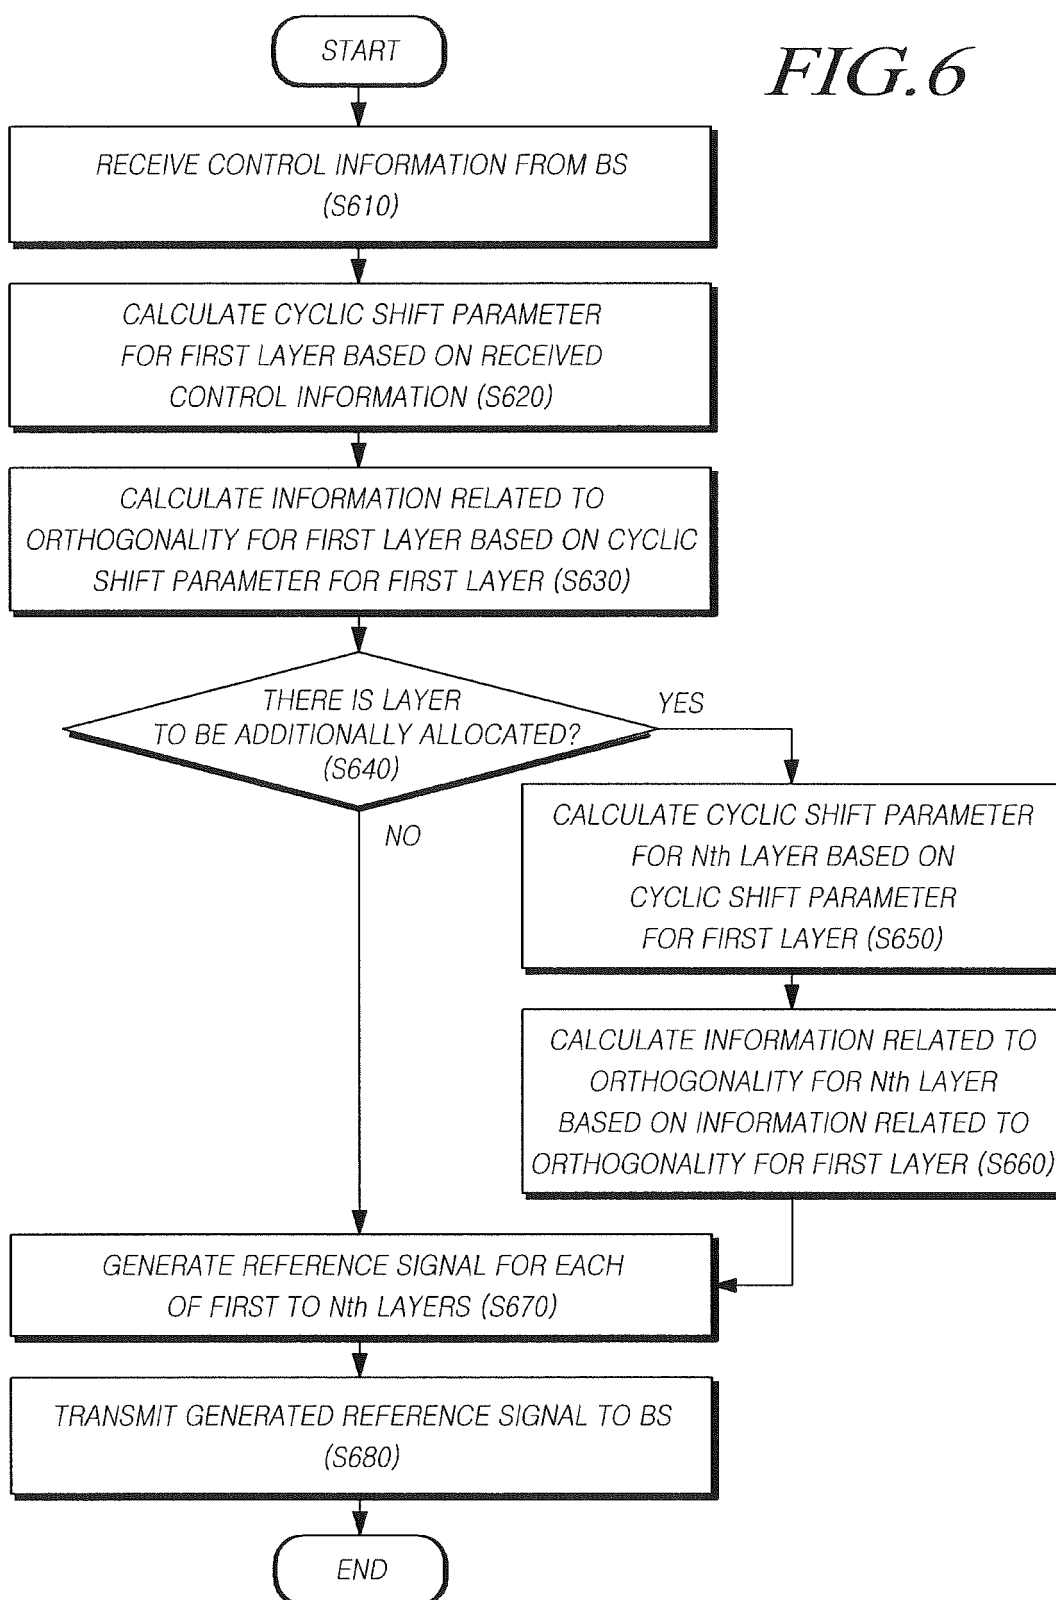 START
FIG.6
RECEIVE CONTROL INFORMATION FROM BS
(S610)
CALCULATE CYCLIC SHIFT PARAMETER
FOR FIRST LAYER BASED ON RECEIVED
CONTROL INFORMATION (S620)
CALCULATE INFORMATION RELATED TO
ORTHOGONALITY FOR FIRST LAYER BASED ON CYCLIC
SHIFT PARAMETER FOR FIRST LAYER (S630)
THERE IS LAYER
TO BE ADDITIONALLY ALLOCATED?
(S640)
YES
NO
CALCULATE CYCLIC SHIFT PARAMETER
FOR Nth LAYER BASED ON
CYCLIC SHIFT PARAMETER
FOR FIRST LAYER (S650)
CALCULATE INFORMATION RELATED TO
ORTHOGONALITY FOR Nth LAYER
BASED ON INFORMATION RELATED TO
ORTHOGONALITY FOR FIRST LAYER (S660)
GENERATE REFERENCE SIGNAL FOR EACH
OF FIRST TO Nth LAYERS (S670)
TRANSMIT GENERATED REFERENCE SIGNAL TO BS
(S680)
END